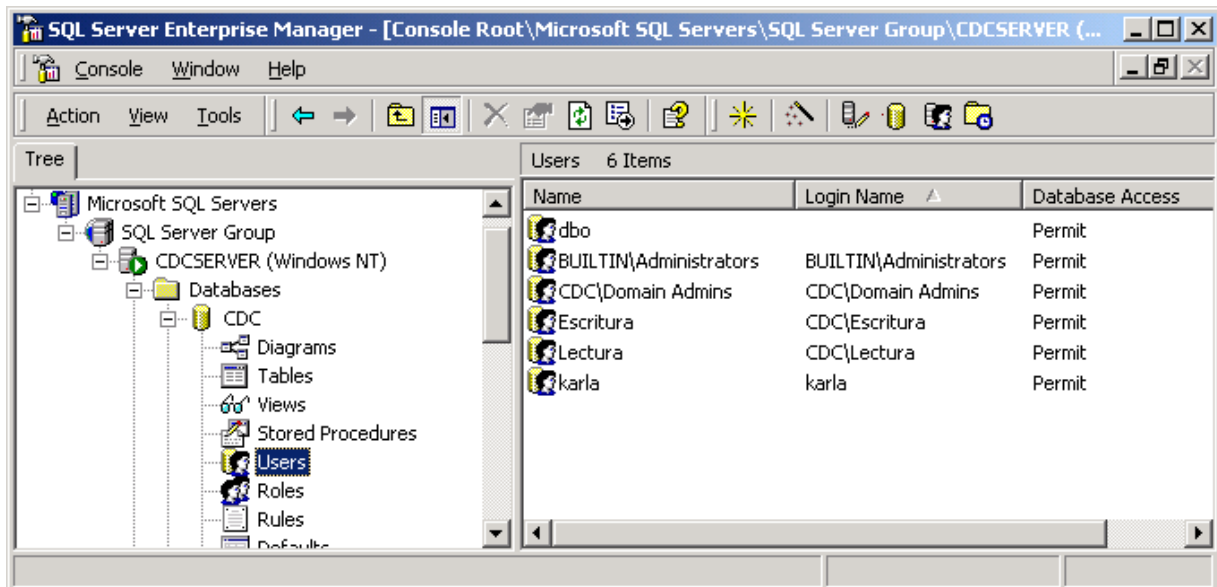 SQL Server Enterprise Manager - [Console Root\Microsoft SQL Servers\SQL Server Group\CDCSERVER (...
Console Window Help
Action View Tools
Tree
Users 6 Items
Microsoft SQL Servers
SQL Server Group
CDCSERVER (Windows NT)
Databases
CDC
Diagrams
Tables
Views
Stored Procedures
Users
Roles
Rules
Defaults
Name Login Name Database Access
dbo Permit
BUILTIN\Administrators BUILTIN\Administrators Permit
CDC\Domain Admins CDC\Domain Admins Permit
Escritura CDC\Escritura Permit
Lectura CDC\Lectura Permit
karla karla Permit